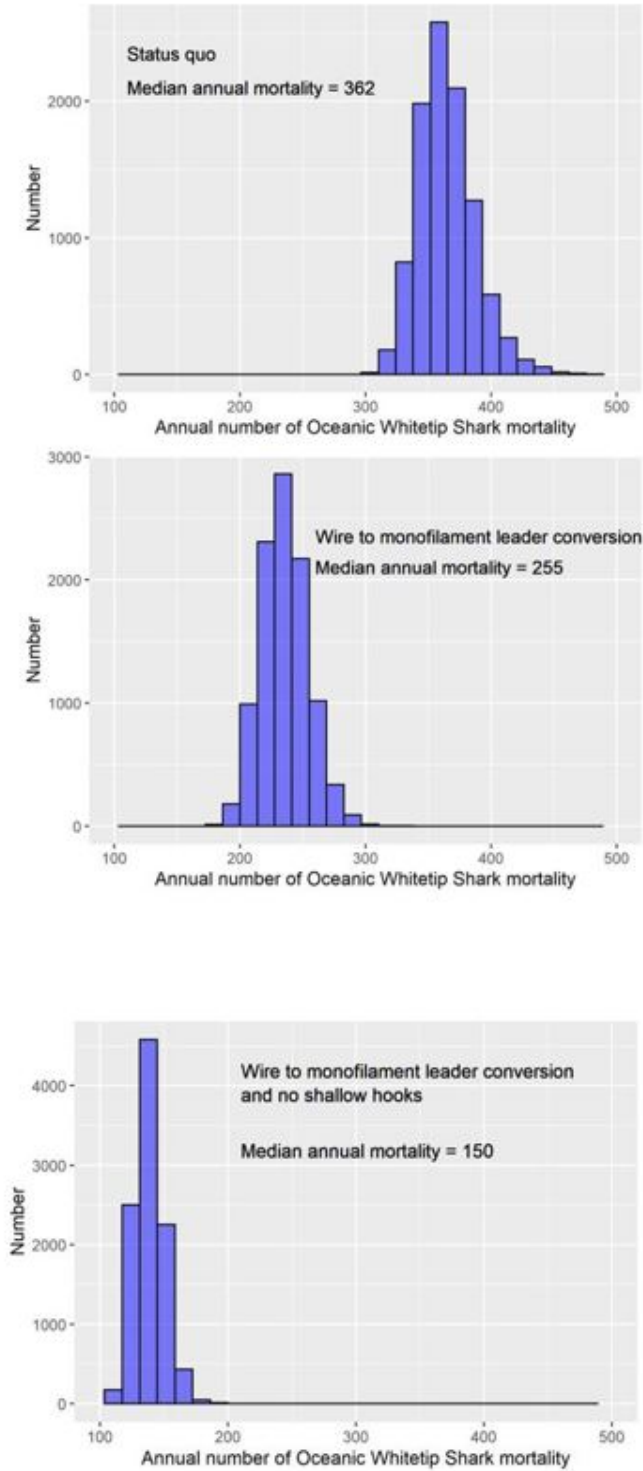 Status quo
Median annual mortality = 362
2000
1000
0
Number
100 200 300 400 500
Annual number of Oceanic Whitetip Shark mortality
3000
Wire to monofilament leader conversion
Median annual mortality = 255
2000
1000
0
Number
100 200 300 400 500
Annual number of Oceanic Whitetip Shark mortality
Wire to monofilament leader conversion
and no shallow hooks
Median annual mortality = 150
4000
3000
2000
1000
0
Number
100 200 300 400 500
Annual number of Oceanic Whitetip Shark mortality